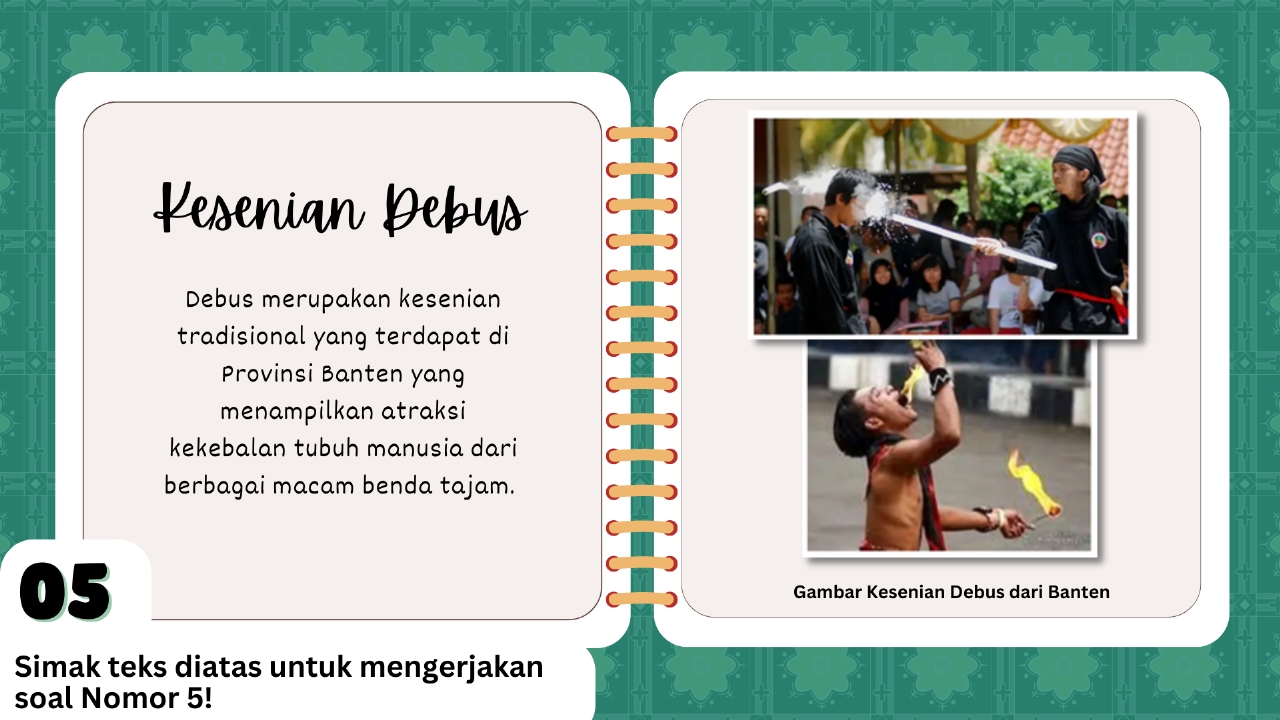 Kesenian Debus
Debus merupakan kesenian
tradisional yang terdapat di
Provinsi Banten yang
menampilkan atraksi
kekebalan tubuh manusia dari
berbagai macam benda tajam.
Gambar Kesenian Debus dari Banten
05
Simak teks diatas untuk mengerjakan
soal Nomor 5!